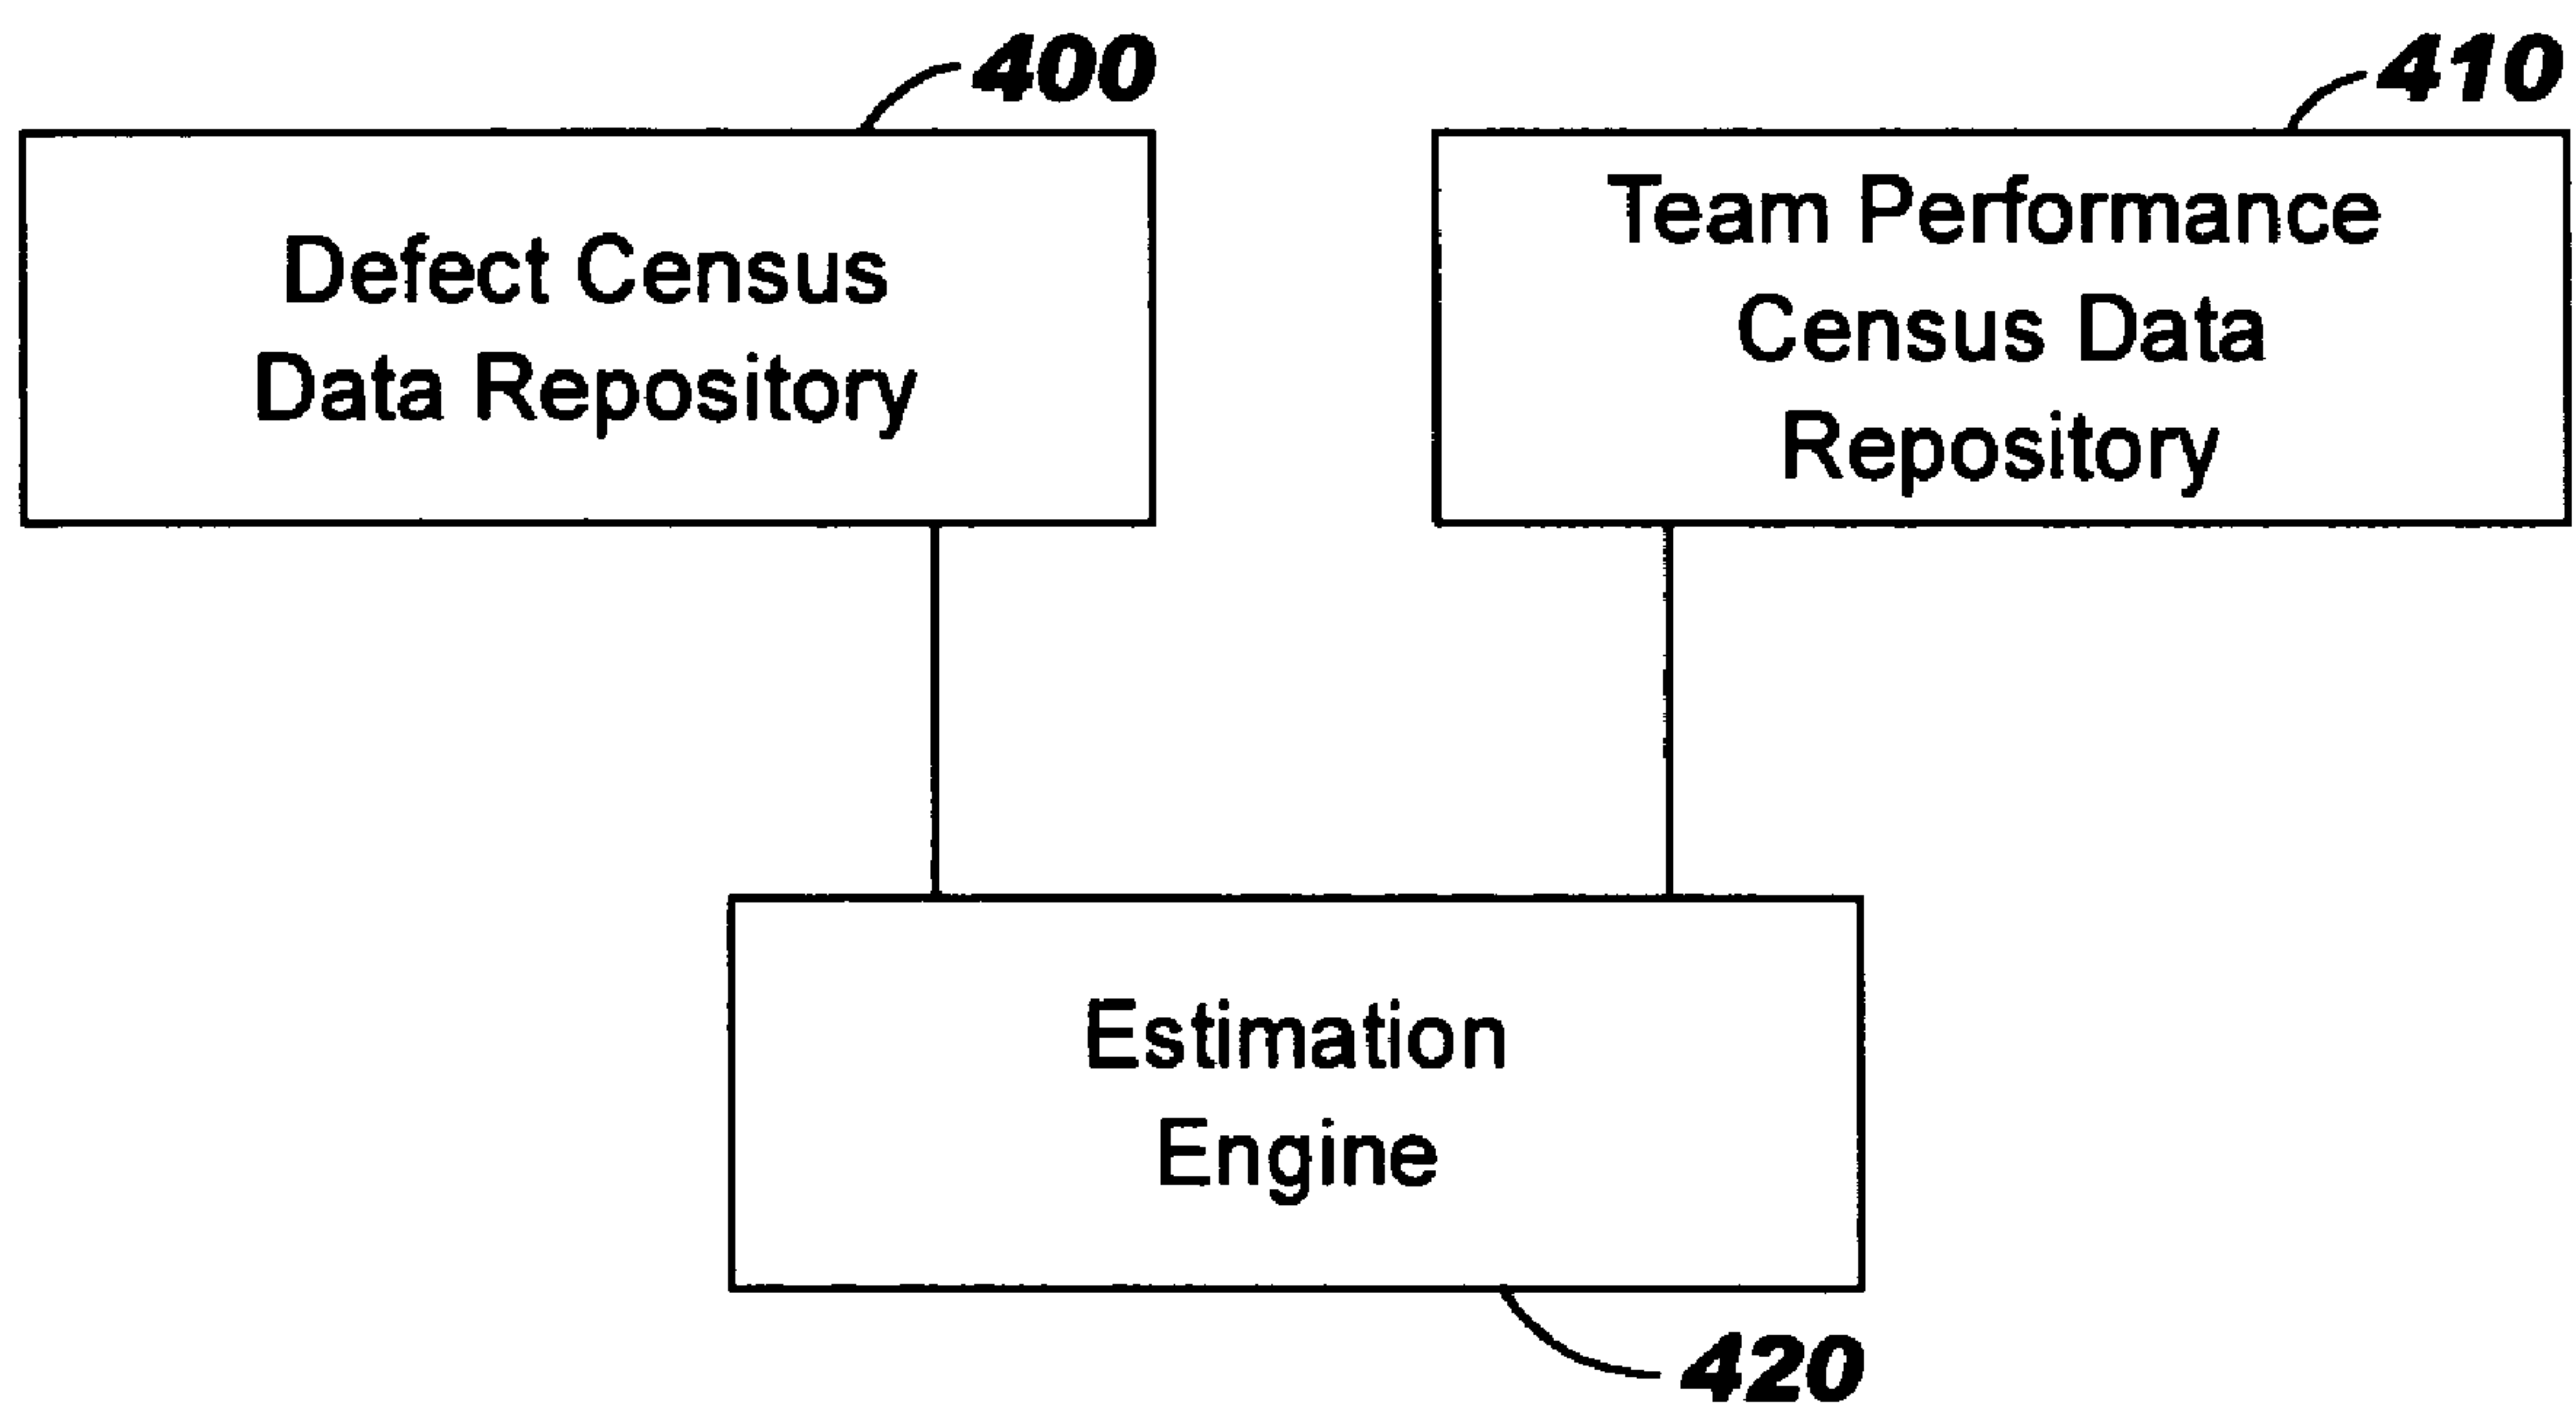 400
410
Defect Census
Data Repository
Team Performance
Census Data
Repository
Estimation
Engine
420